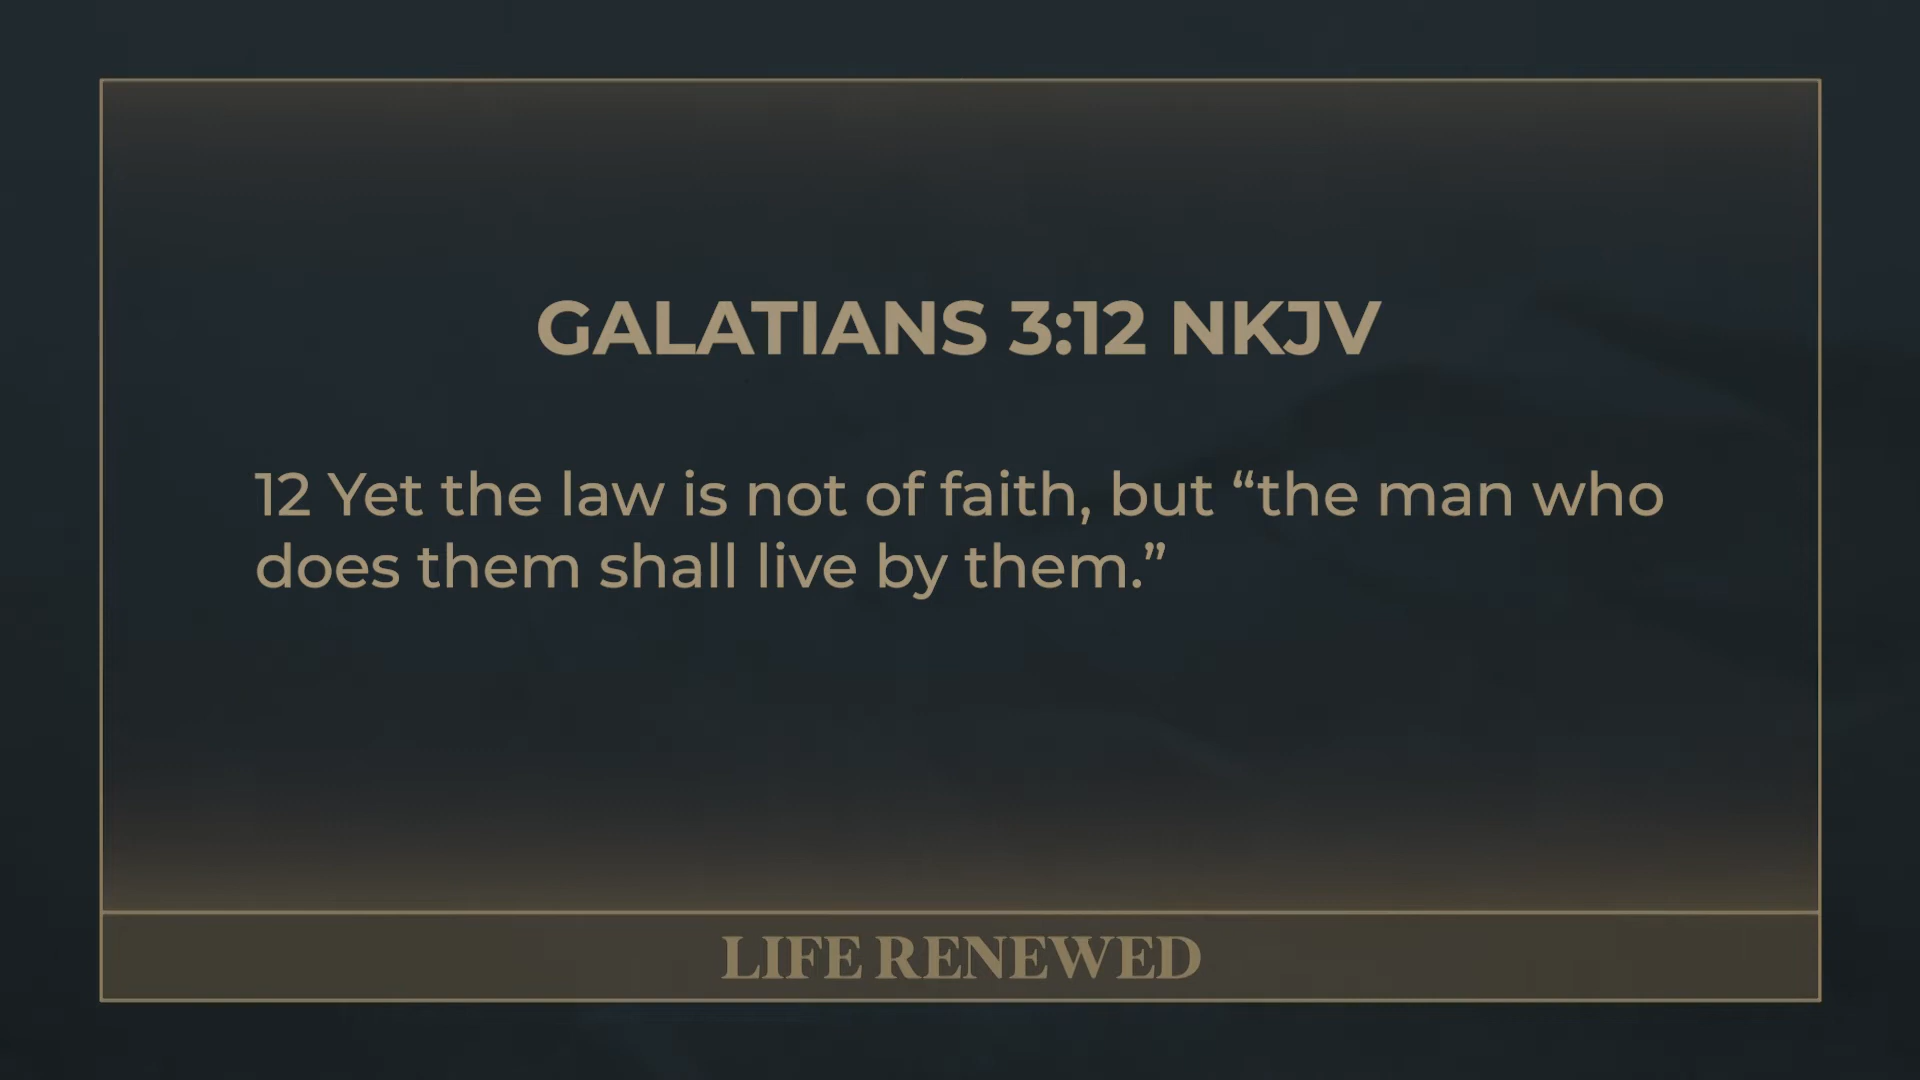 GALATIANS 3:12 NKJV
12 Yet the law is not of faith, but “the man who
does them shall live by them.”
LIFE RENEWED